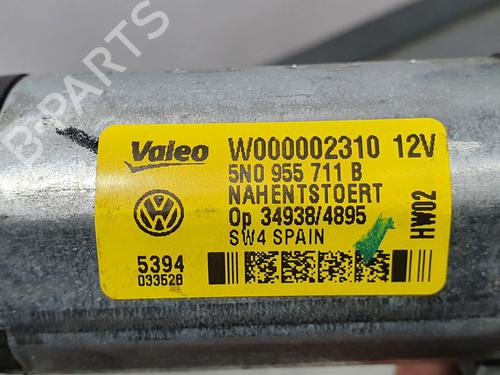 B-PARTS
Valeo W000002310 12V
5N0 955 711 B
NAHENTSTOERT
Op 34938/4895
SW4 SPAIN
HW02
5394
033528